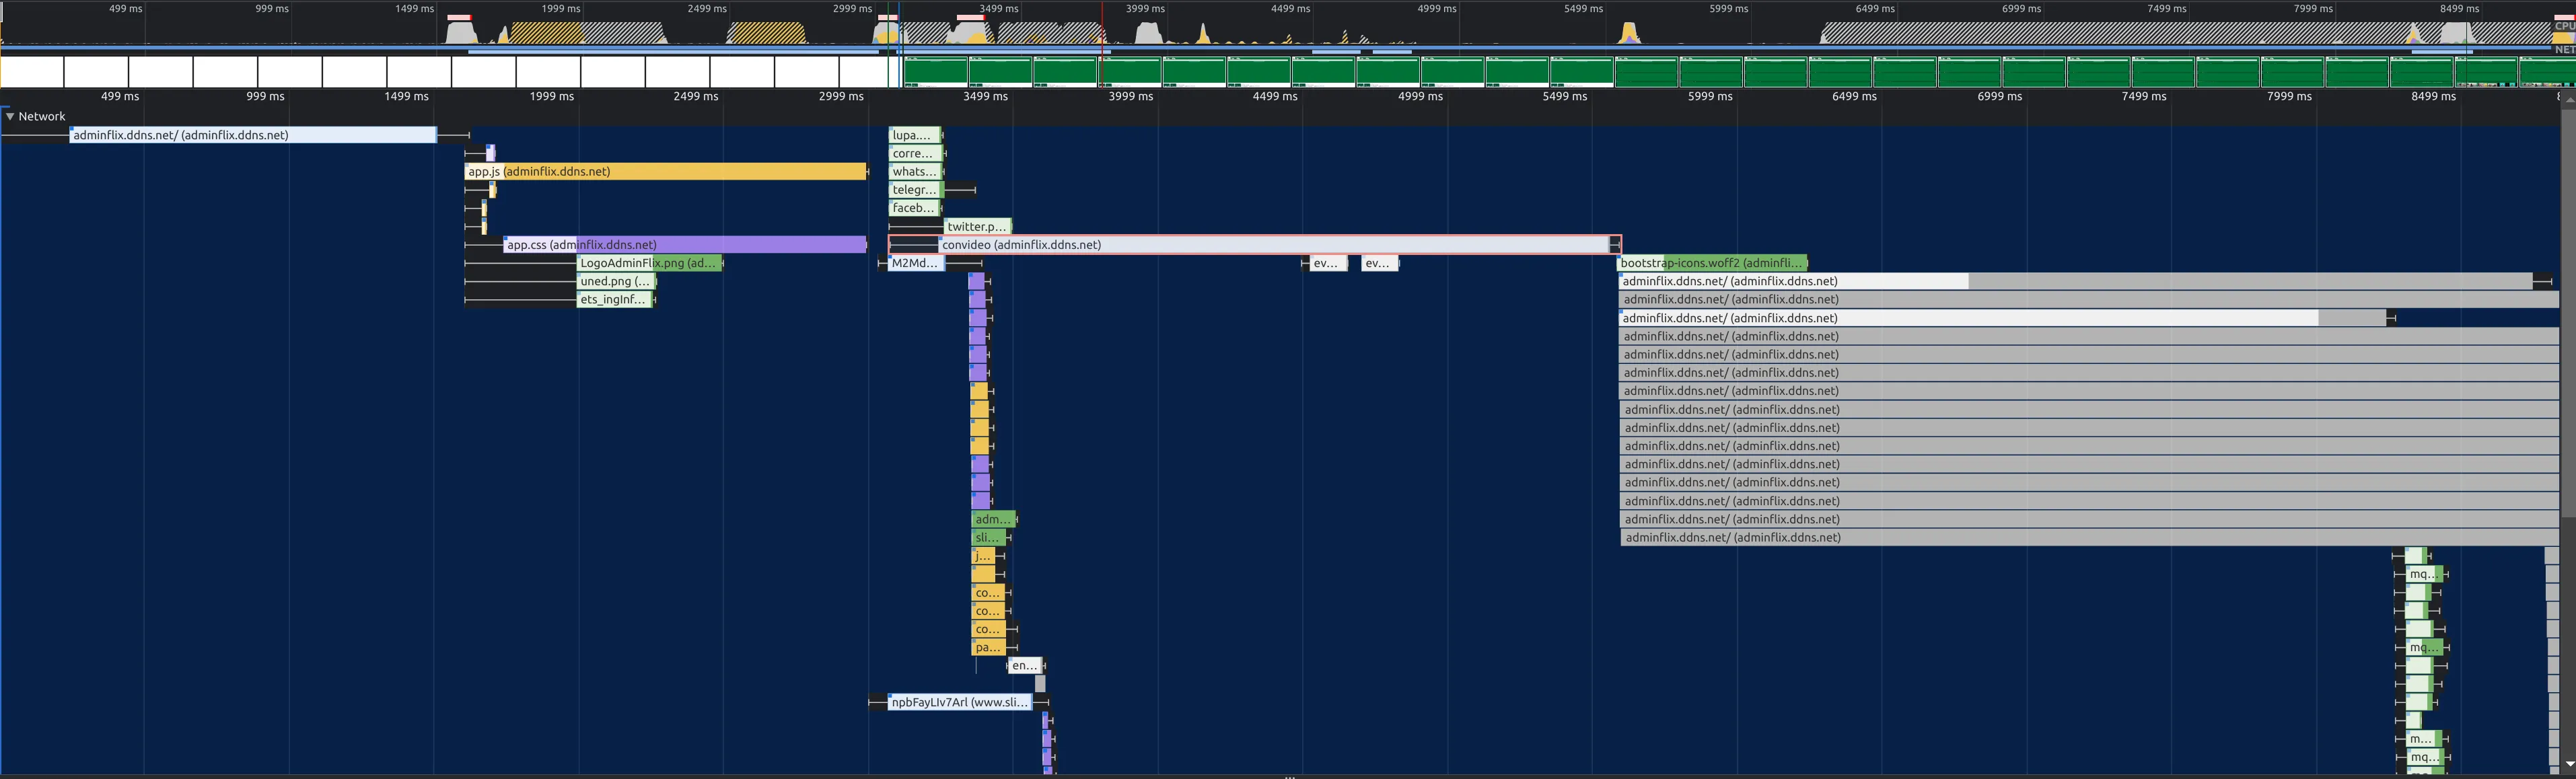 499 ms 999 ms 1499 ms 1999 ms 2499 ms 2999 ms 3499 ms 3999 ms 4499 ms 4999 ms 5499 ms 5999 ms 6499 ms 6999 ms 7499 ms 7999 ms 8499 ms
CPU
NET
499 ms 999 ms 1499 ms 1999 ms 2499 ms 2999 ms 3499 ms 3999 ms 4499 ms 4999 ms 5499 ms 5999 ms 6499 ms 6999 ms 7499 ms 7999 ms 8499 ms
Network
adminflix.ddns.net/ (adminflix.ddns.net) lupa....
corre...
app.js (adminflix.ddns.net) whats...
telegr...
faceb...
twitter.p...
app.css (adminflix.ddns.net) convideo (adminflix.ddns.net)
LogoAdminFlix.png (ad... M2Md... ev... ev... bootstrap-icons.woff2 (adminfli...
uned.png (... adminflix.ddns.net/ (adminflix.ddns.net)
ets_ingInf... adminflix.ddns.net/ (adminflix.ddns.net)
adminflix.ddns.net/ (adminflix.ddns.net)
adminflix.ddns.net/ (adminflix.ddns.net)
adminflix.ddns.net/ (adminflix.ddns.net)
adminflix.ddns.net/ (adminflix.ddns.net)
adminflix.ddns.net/ (adminflix.ddns.net)
adminflix.ddns.net/ (adminflix.ddns.net)
adminflix.ddns.net/ (adminflix.ddns.net)
adminflix.ddns.net/ (adminflix.ddns.net)
adminflix.ddns.net/ (adminflix.ddns.net)
adminflix.ddns.net/ (adminflix.ddns.net)
adminflix.ddns.net/ (adminflix.ddns.net)
adm... adminflix.ddns.net/ (adminflix.ddns.net)
sli... adminflix.ddns.net/ (adminflix.ddns.net)
j...
mq...
co...
co...
co...
pa... mq...
en...
npbFayLIv7Arl (www.sli...
m...
mq...